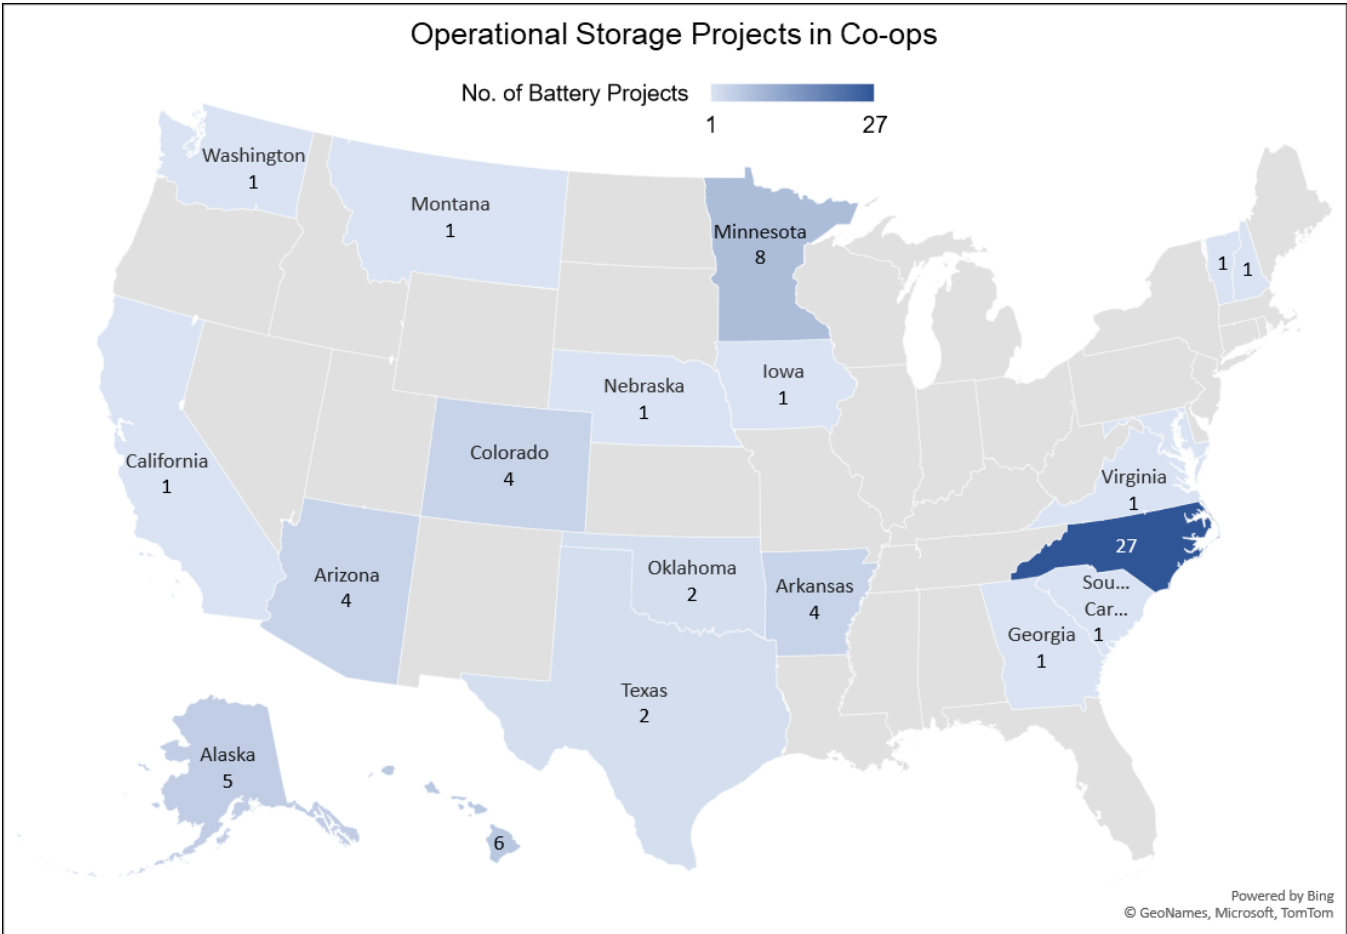 Operational Storage Projects in Co-ops
No. of Battery Projects
1
27
Washington
1
Montana
1
Minnesota
8
1
1
Nebraska
1
Iowa
1
California
1
Colorado
4
Virginia
1
27
Arizona
4
Oklahoma
2
Arkansas
4
Sou...
Car...
1
Georgia
1
Texas
2
Alaska
5
6
Powered by Bing
© GeoNames, Microsoft, TomTom